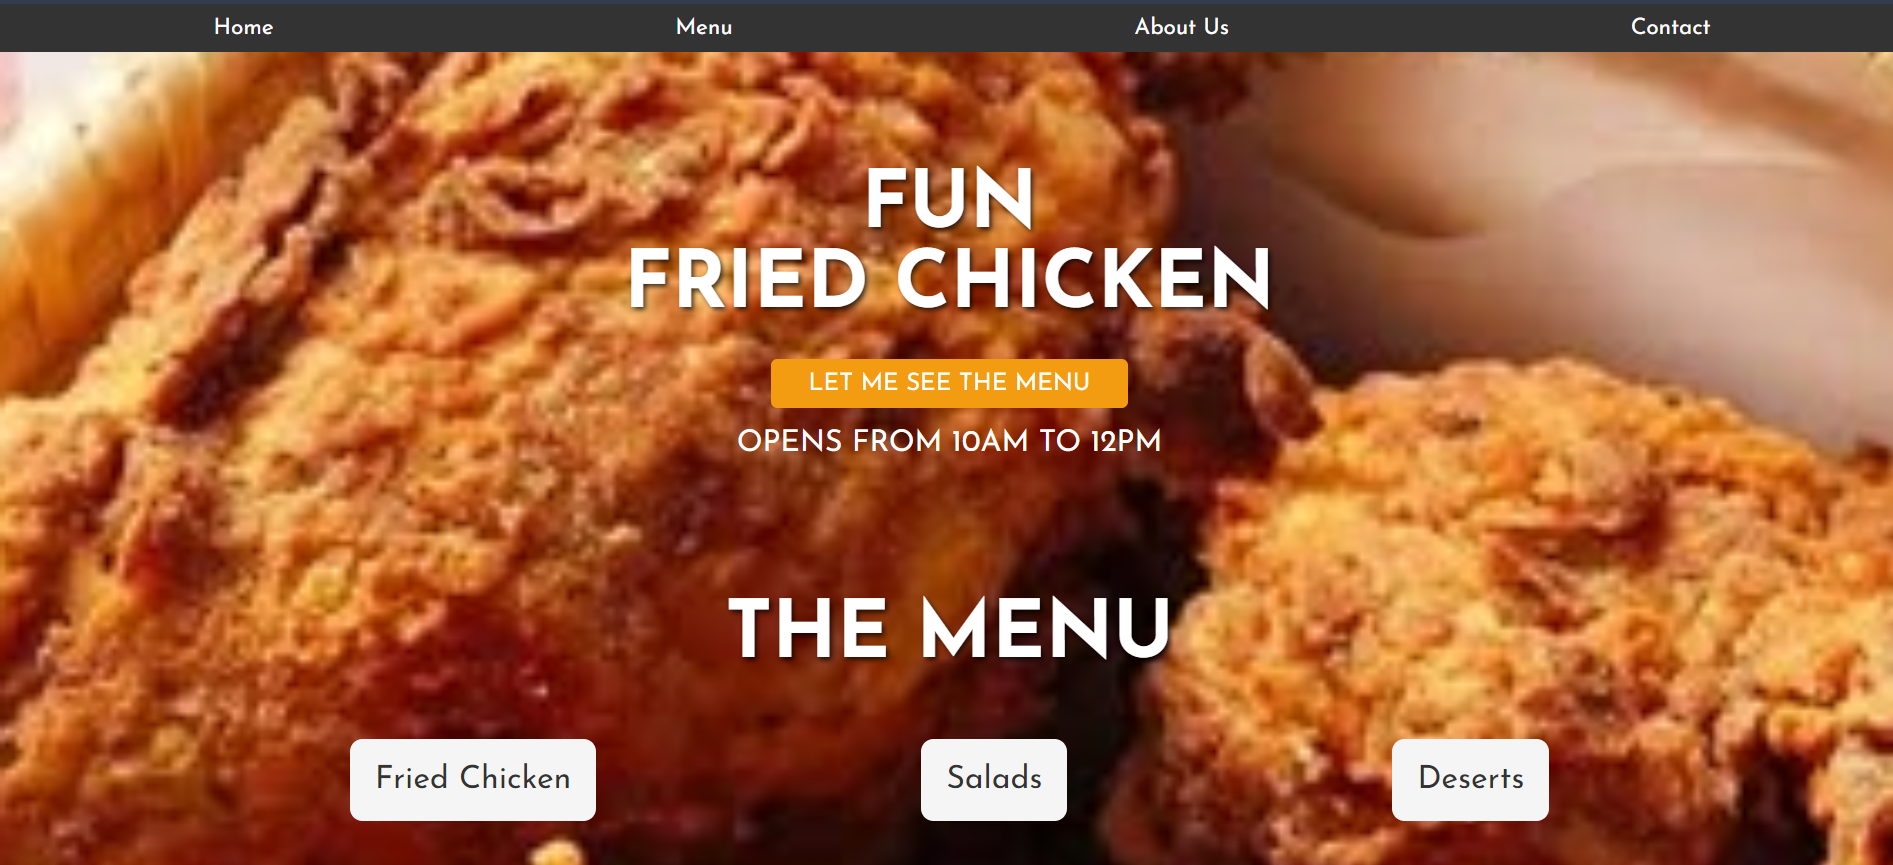 Home Menu About Us Contact
FUN
FRIED CHICKEN
LET ME SEE THE MENU
OPENS FROM 10AM TO 12PM
THE MENU
Fried Chicken Salads Deserts